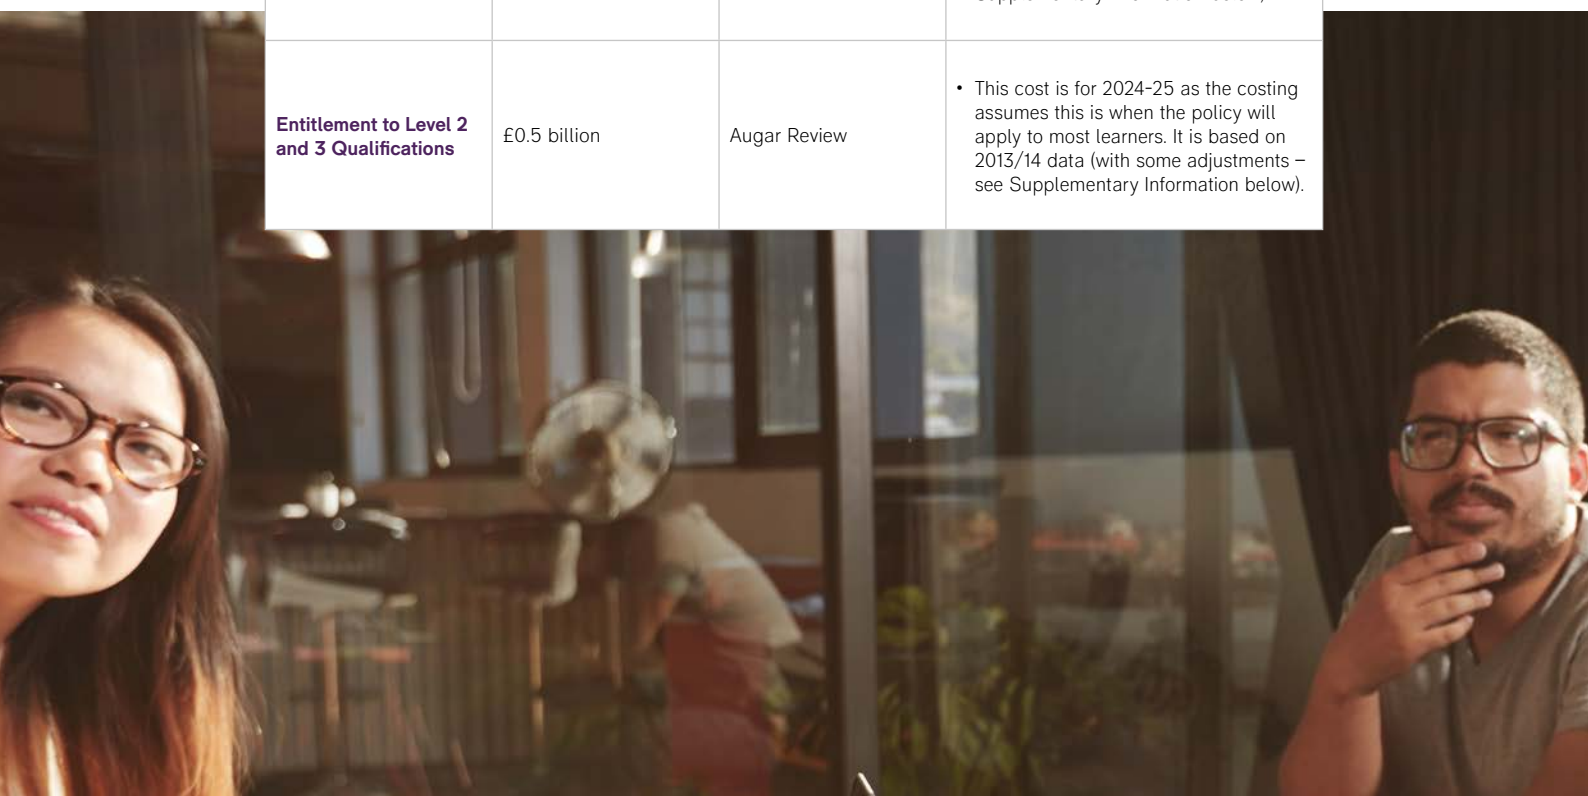 Entitlement to Level 2
and 3 Qualifications
£0.5 billion
Augar Review
• This cost is for 2024-25 as the costing
assumes this is when the policy will
apply to most learners. It is based on
2013/14 data (with some adjustments –
see Supplementary Information below).